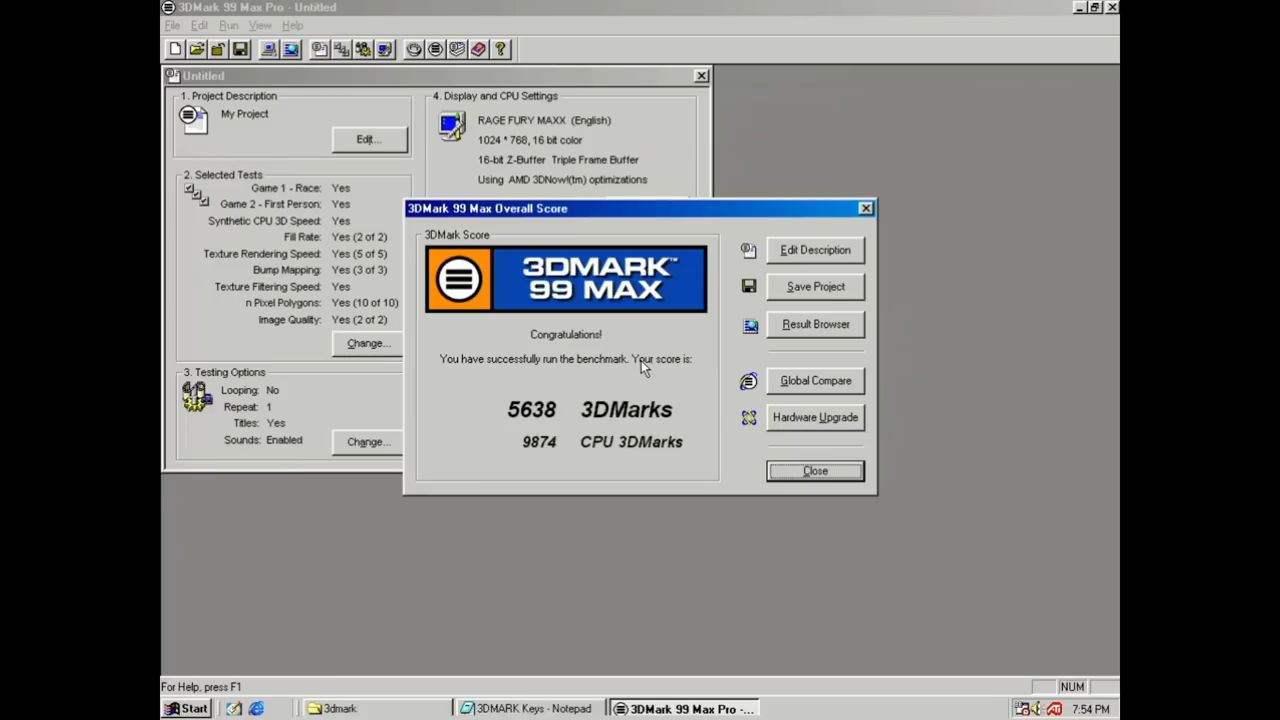 3DMark 99 Max Pro - Untitled
File Edit Run View Help
Untitled
1. Project Description
My Project
Edit...
2. Selected Tests
Game 1 - Race: Yes
Game 2 - First Person: Yes
Synthetic CPU 3D Speed: Yes
Fill Rate: Yes (2 of 2)
Texture Rendering Speed: Yes (5 of 5)
Bump Mapping: Yes (3 of 3)
Texture Filtering Speed: Yes
n Pixel Polygons: Yes (10 of 10)
Image Quality: Yes (2 of 2)
Change...
3. Testing Options
Looping: No
Repeat: 1
Titles: Yes
Sounds: Enabled
Change...
4. Display and CPU Settings
RAGE FURY MAXX (English)
1024 * 768, 16 bit color
16-bit Z-Buffer Triple Frame Buffer
Using AMD 3DNow!(tm) optimizations
3DMark 99 Max Overall Score
3DMark Score
3DMARK™
99 MAX
Congratulations!
You have successfully run the benchmark. Your score is:
5638 3DMarks
9874 CPU 3DMarks
Edit Description
Save Project
Result Browser
Global Compare
Hardware Upgrade
Close
For Help, press F1
NUM
Start
3dmark
3DMARK Keys - Notepad
3DMark 99 Max Pro -...
7:54 PM